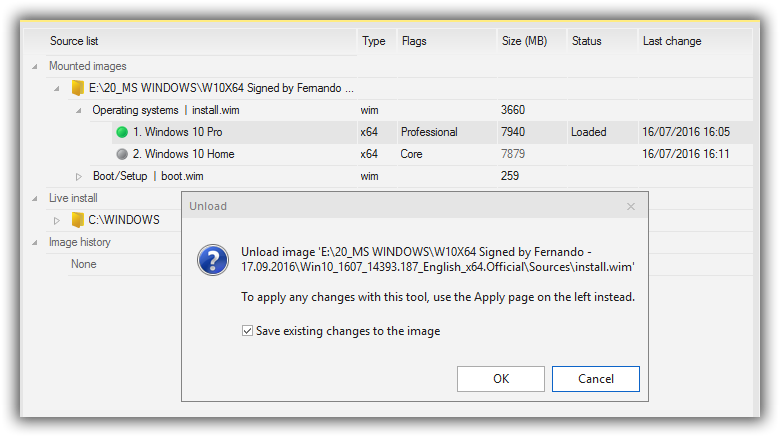 Source list Type Flags Size (MB) Status Last change
Mounted images
E:\20_MS WINDOWS\W10X64 Signed by Fernando ...
Operating systems | install.wim wim 3660
1. Windows 10 Pro x64 Professional 7940 Loaded 16/07/2016 16:05
2. Windows 10 Home x64 Core 7879 16/07/2016 16:11
Boot/Setup | boot.wim wim 259
Live install
C:\WINDOWS
Image history
None
Unload
?
Unload image 'E:\20_MS WINDOWS\W10X64 Signed by Fernando -
17.09.2016\Win10_1607_14393.187_English_x64.Official\Sources\install.wim'
To apply any changes with this tool, use the Apply page on the left instead.
Save existing changes to the image
OK Cancel